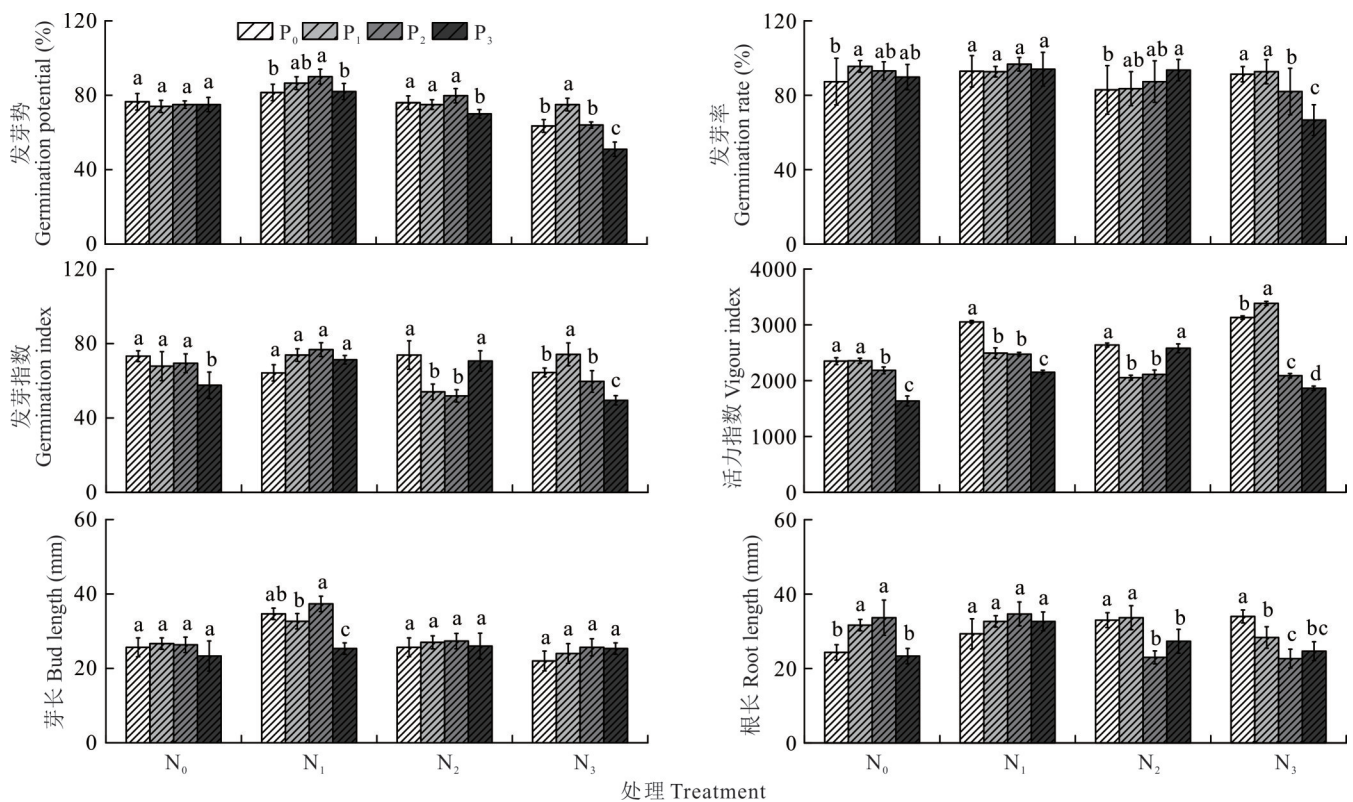 P₀ P₁ P₂ P₃
发芽势
Germination potential (%)
120
80
40
0
a a a a
b ab a b
a a a b
b a b c
发芽率
Germination rate (%)
120
80
40
0
b a ab ab
a a a a
b ab ab a
a a b c
发芽指数
Germination index
120
80
40
0
a a a b
a a a a
a b b a
b a b c
活力指数 Vigour index
4000
3000
2000
1000
0
a a b c
a b b c
a b b a
b a c d
芽长 Bud length (mm)
60
40
20
0
a a a a
ab b a c
a a a a
a a a a
N₀ N₁ N₂ N₃
根长 Root length (mm)
60
40
20
0
b a a b
a a a a
a a b b
a b c bc
N₀ N₁ N₂ N₃
处理 Treatment